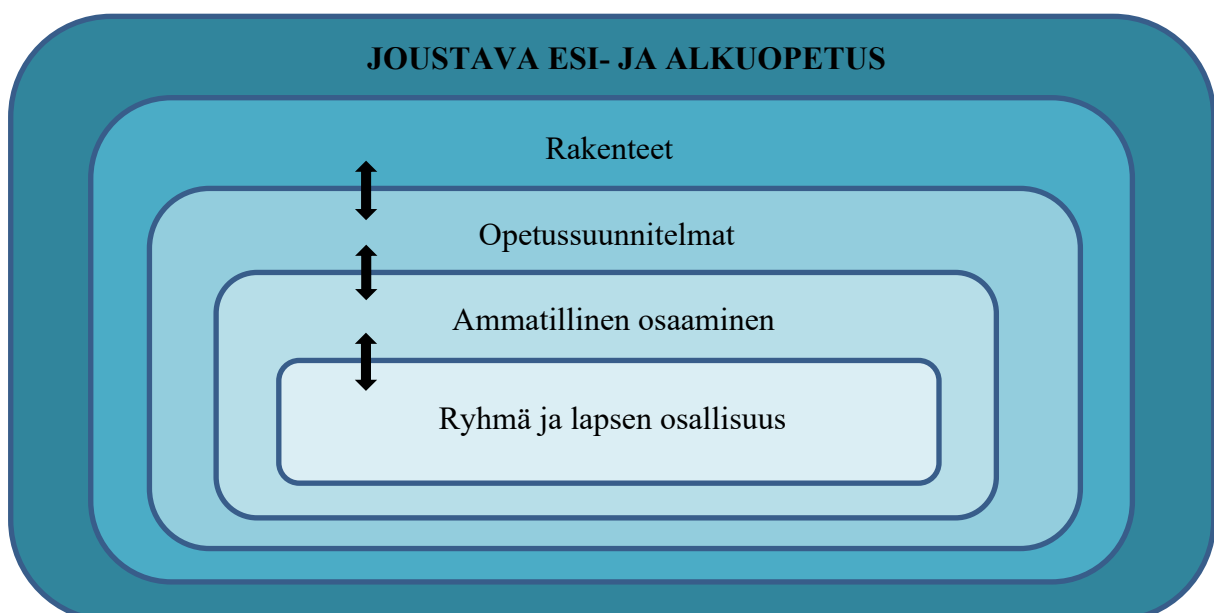 JOUSTAVA ESI- JA ALKUOPETUS
Rakenteet
Opetussuunnitelmat
Ammatillinen osaaminen
Ryhmä ja lapsen osallisuus